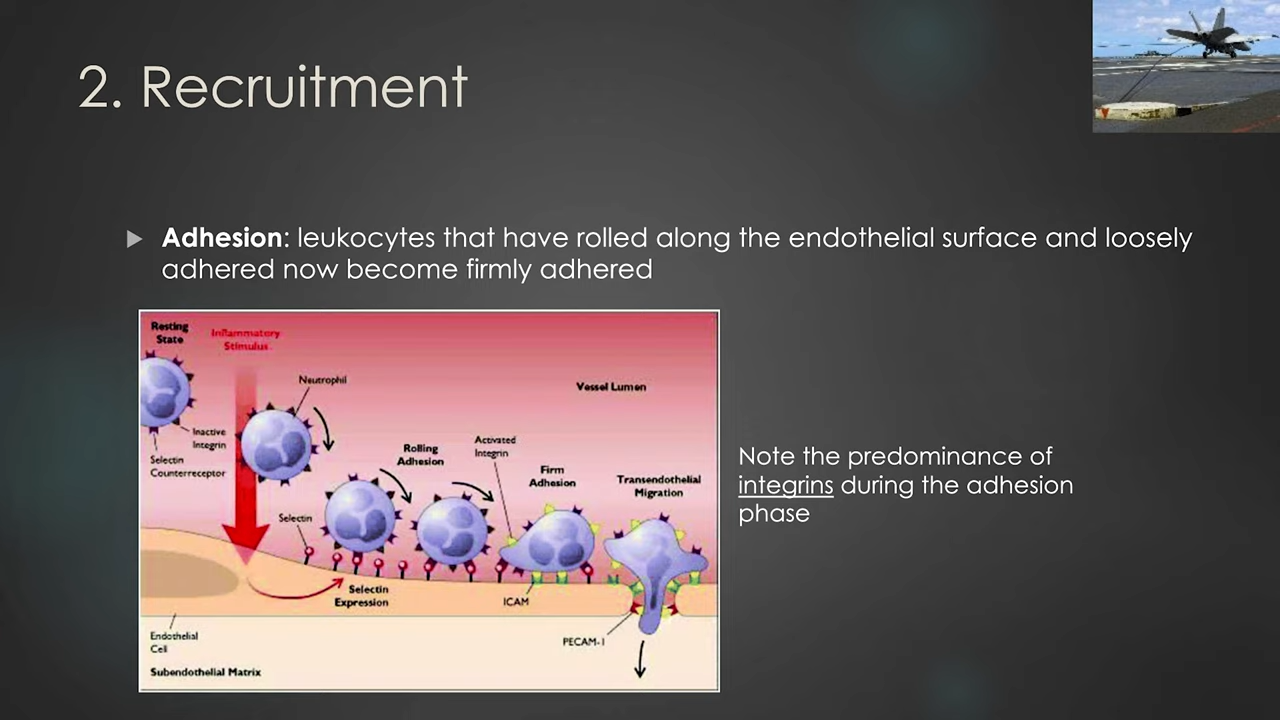 2. Recruitment
Adhesion: leukocytes that have rolled along the endothelial surface and loosely
adhered now become firmly adhered
Resting
State
Inflammatory
Stimulus
Neutrophil
Vessel Lumen
Inactive
Integrin
Selectin
Counterreceptor
Rolling
Adhesion
Activated
Integrin
Firm
Adhesion
Transendothelial
Migration
Selectin
Selectin
Expression
ICAM
PECAM-1
Endothelial
Cell
Subendothelial Matrix
Note the predominance of
integrins during the adhesion
phase